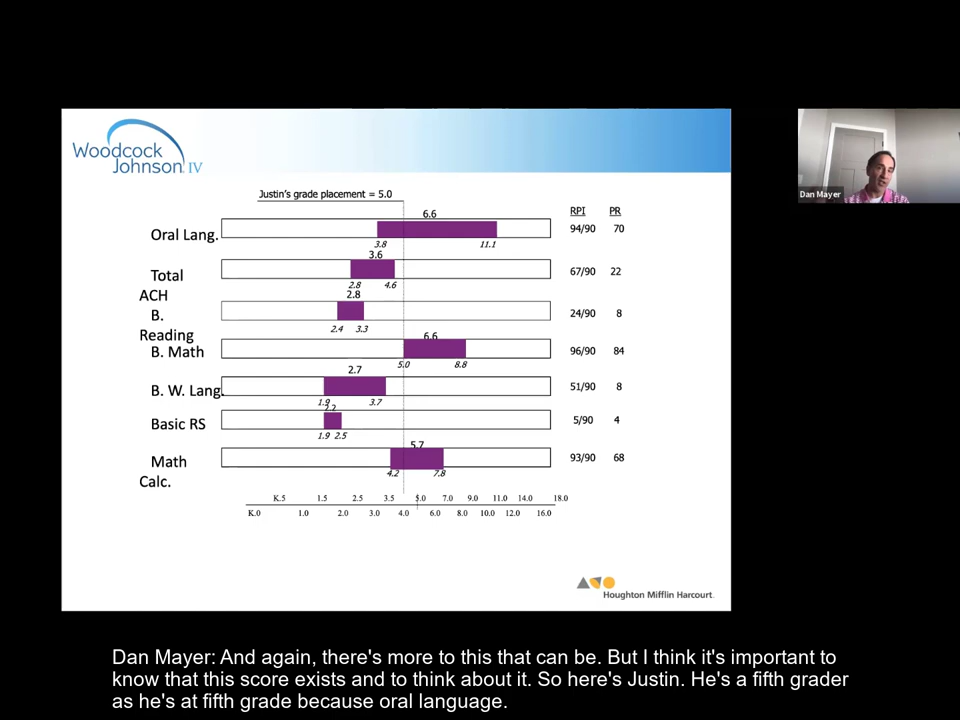 Woodcock
Johnson IV
Justin's grade placement = 5.0
RPI PR
6.6
Oral Lang. 94/90 70
3.8 11.1
3.6
Total 67/90 22
ACH
2.8 4.6
2.8
B. 24/90 8
Reading
2.4 3.3
6.6
B. Math 96/90 84
5.0 8.8
2.7
B. W. Lang. 51/90 8
1.9 3.7
2.2
Basic RS 5/90 4
1.9 2.5
5.7
Math 93/90 68
Calc.
4.2 7.8
K.5 1.5 2.5 3.5 5.0 7.0 9.0 11.0 14.0 18.0
K.0 1.0 2.0 3.0 4.0 6.0 8.0 10.0 12.0 16.0
Houghton Mifflin Harcourt
Dan Mayer
Dan Mayer: And again, there's more to this that can be. But I think it's important to
know that this score exists and to think about it. So here's Justin. He's a fifth grader
as he's at fifth grade because oral language.